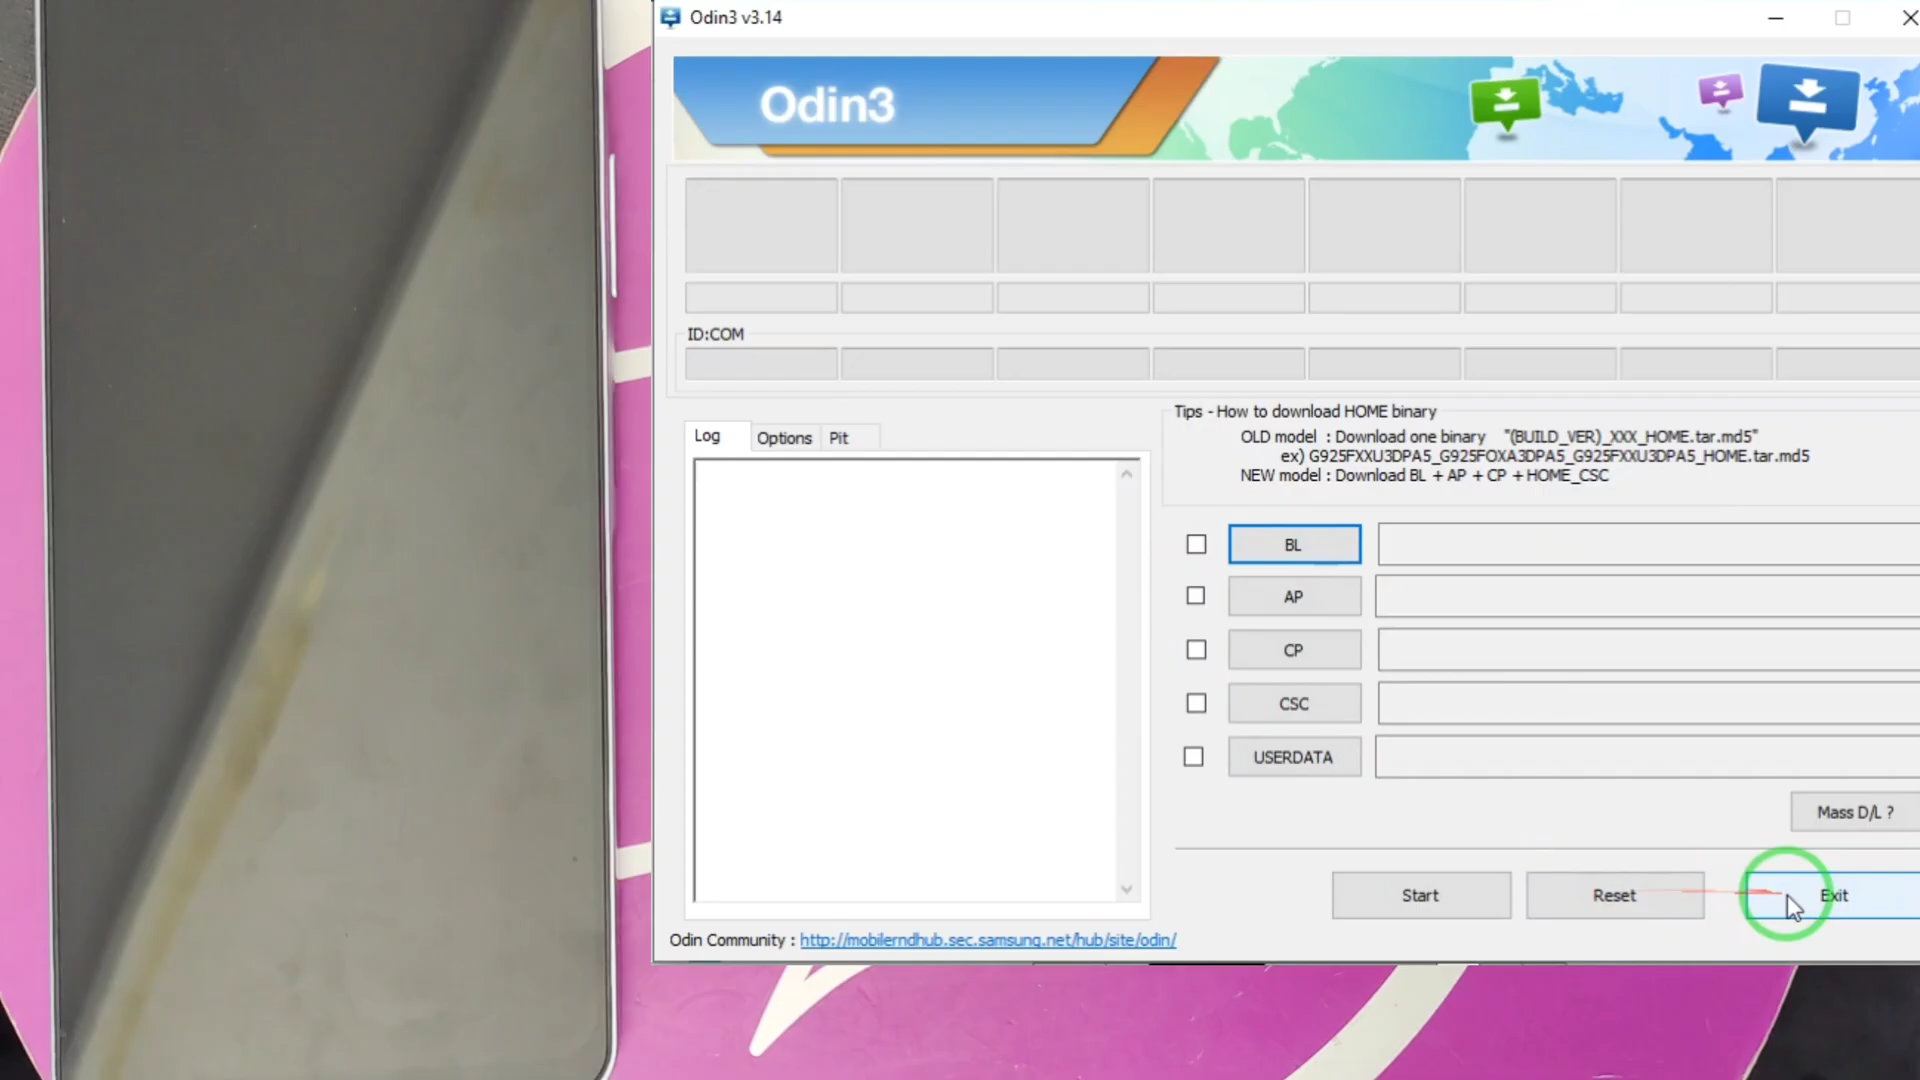 Odin3 v3.14
Odin3
ID:COM
Log
Options
Pit
Tips - How to download HOME binary
OLD model : Download one binary "(BUILD_VER)_XXX_HOME.tar.md5"
ex) G925FXXU3DPA5_G925FOXA3DPA5_G925FXXU3DPA5_HOME.tar.md5
NEW model : Download BL + AP + CP + HOME_CSC
BL
AP
CP
CSC
USERDATA
Mass D/L ?
Start
Reset
Exit
Odin Community : http://mobilerndhub.sec.samsung.net/hub/site/odin/